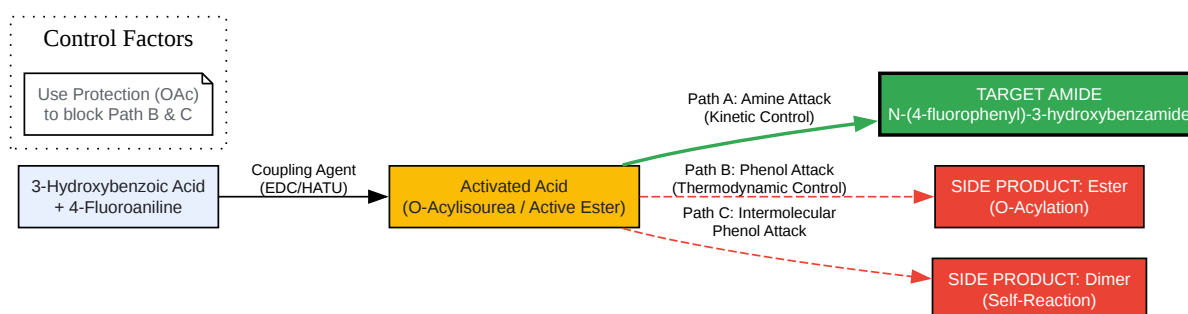 Control Factors
Use Protection (OAc)
to block Path B & C
3-Hydroxybenzoic Acid
+ 4-Fluoroaniline
Coupling Agent
(EDC/HATU)
Activated Acid
(O-Acylisourea / Active Ester)
Path A: Amine Attack
(Kinetic Control)
TARGET AMIDE
N-(4-fluorophenyl)-3-hydroxybenzamide
Path B: Phenol Attack
(Thermodynamic Control)
SIDE PRODUCT: Ester
(O-Acylation)
Path C: Intermolecular
Phenol Attack
SIDE PRODUCT: Dimer
(Self-Reaction)